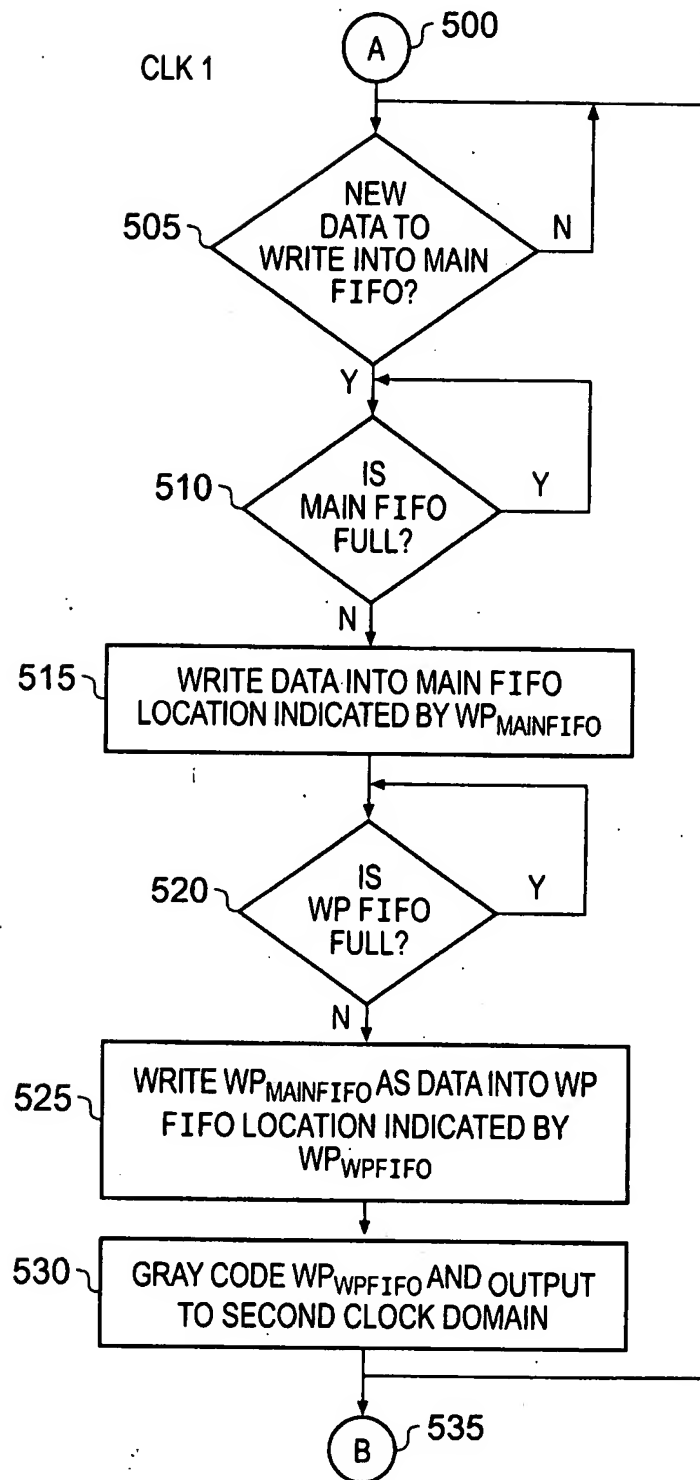 500
A
CLK 1
NEW
DATA TO
505
WRITE INTO MAIN
N
FIFO?
Y
IS
510
MAIN FIFO
Y
FULL?
N
515
WRITE DATA INTO MAIN FIFO
LOCATION INDICATED BY WPMAINFIFO
IS
520
WP FIFO
Y
FULL?
N
525
WRITE WPMAINFIFO AS DATA INTO WP
FIFO LOCATION INDICATED BY
WPWPFIFO
530
GRAY CODE WPWPFIFO AND OUTPUT
TO SECOND CLOCK DOMAIN
B
535